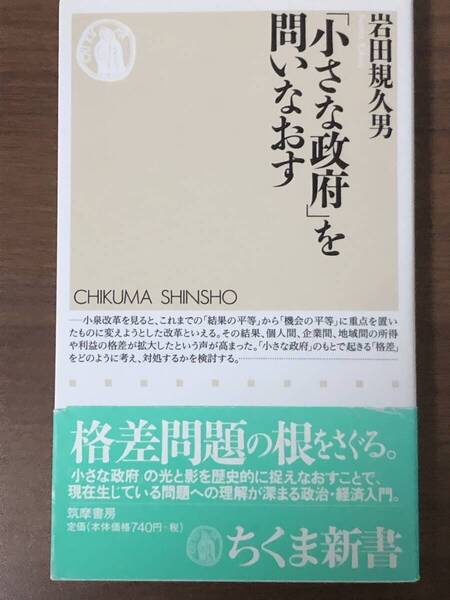 岩田規久男
「小さな政府」を
問いなおす
CHIKUMA SHINSHO
―小泉改革を見ると、これまでの「結果の平等」から「機会の平等」に重点を置い
たものに変えようとした改革といえる。その結果、個人間、企業間、地域間の所得
や利益の格差が拡大したという声が高まった。「小さな政府」のもとで起きる「格差」
をどのように考え、対処するかを検討する。
格差問題の根をさぐる。
小さな政府 の光と影を歴史的に捉えなおすことで、
現在生じている問題への理解が深まる政治・経済入門。
筑摩書房
定価(本体価格740円+税)
ちくま新書